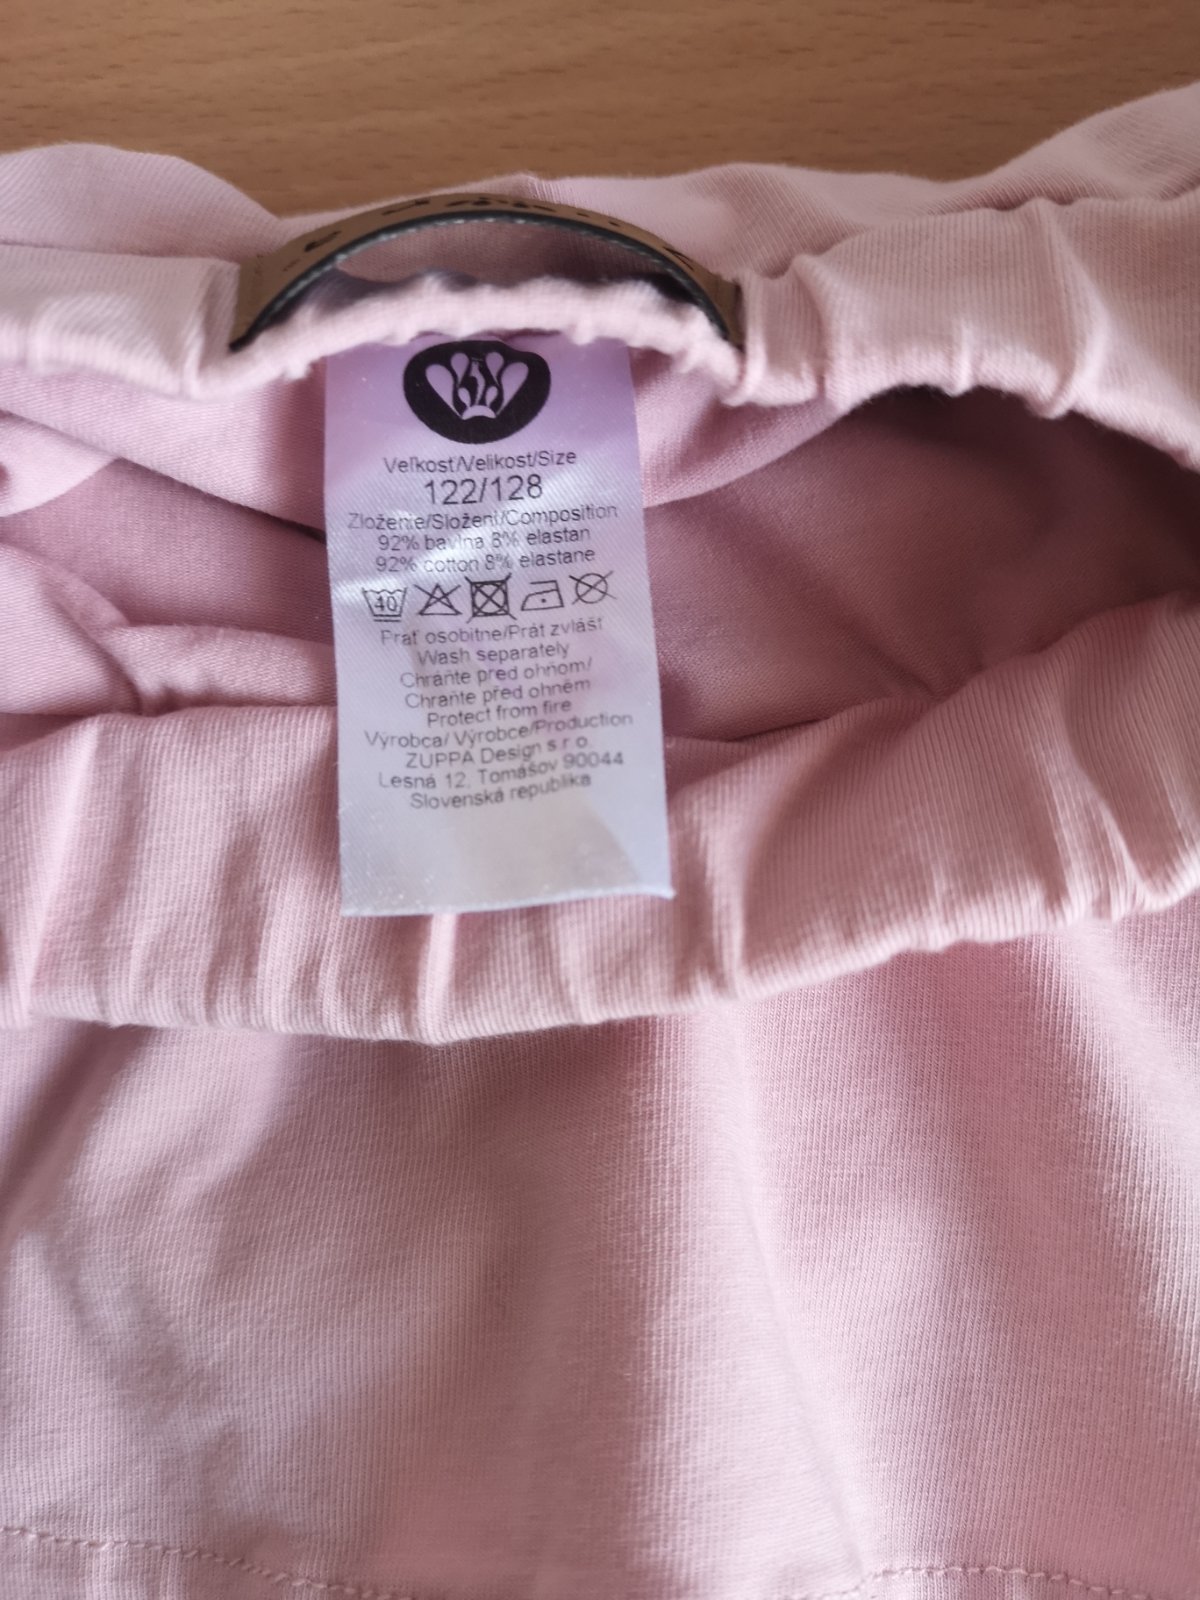 Veľkosť/Velikost/Size
122/128
Zloženie/Složení/Composition
92% bavlna 8% elastan
92% cotton 8% elastane
40
Prať osobitne/Prát zvlášť
Wash separately
Chráňte pred ohňom/
Chraňte před ohněm
Protect from fire
Výrobca/ Výrobce/Production
ZUPPA Design s.r.o.
Lesná 12, Tomášov 90044
Slovenská republika